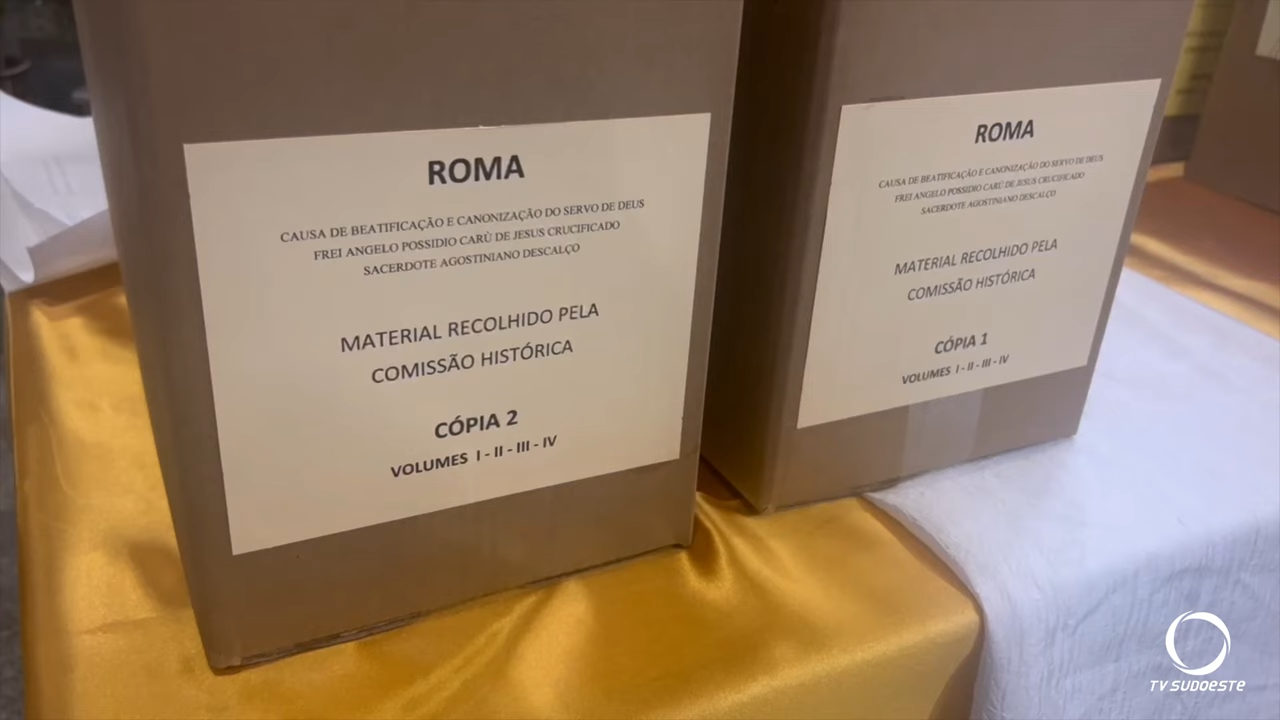 ROMA
CAUSA DE BEATIFICAÇÃO E CANONIZAÇÃO DO SERVO DE DEUS
FREI ANGELO POSSIDIO CARÙ DE JESUS CRUCIFICADO
SACERDOTE AGOSTINIANO DESCALÇO
MATERIAL RECOLHIDO PELA
COMISSÃO HISTÓRICA
CÓPIA 2
VOLUMES I - II - III - IV
ROMA
CAUSA DE BEATIFICAÇÃO E CANONIZAÇÃO DO SERVO DE DEUS
FREI ANGELO POSSIDIO CARÙ DE JESUS CRUCIFICADO
SACERDOTE AGOSTINIANO DESCALÇO
MATERIAL RECOLHIDO PELA
COMISSÃO HISTÓRICA
CÓPIA 1
VOLUMES I - II - III - IV
TV SUDOESTE